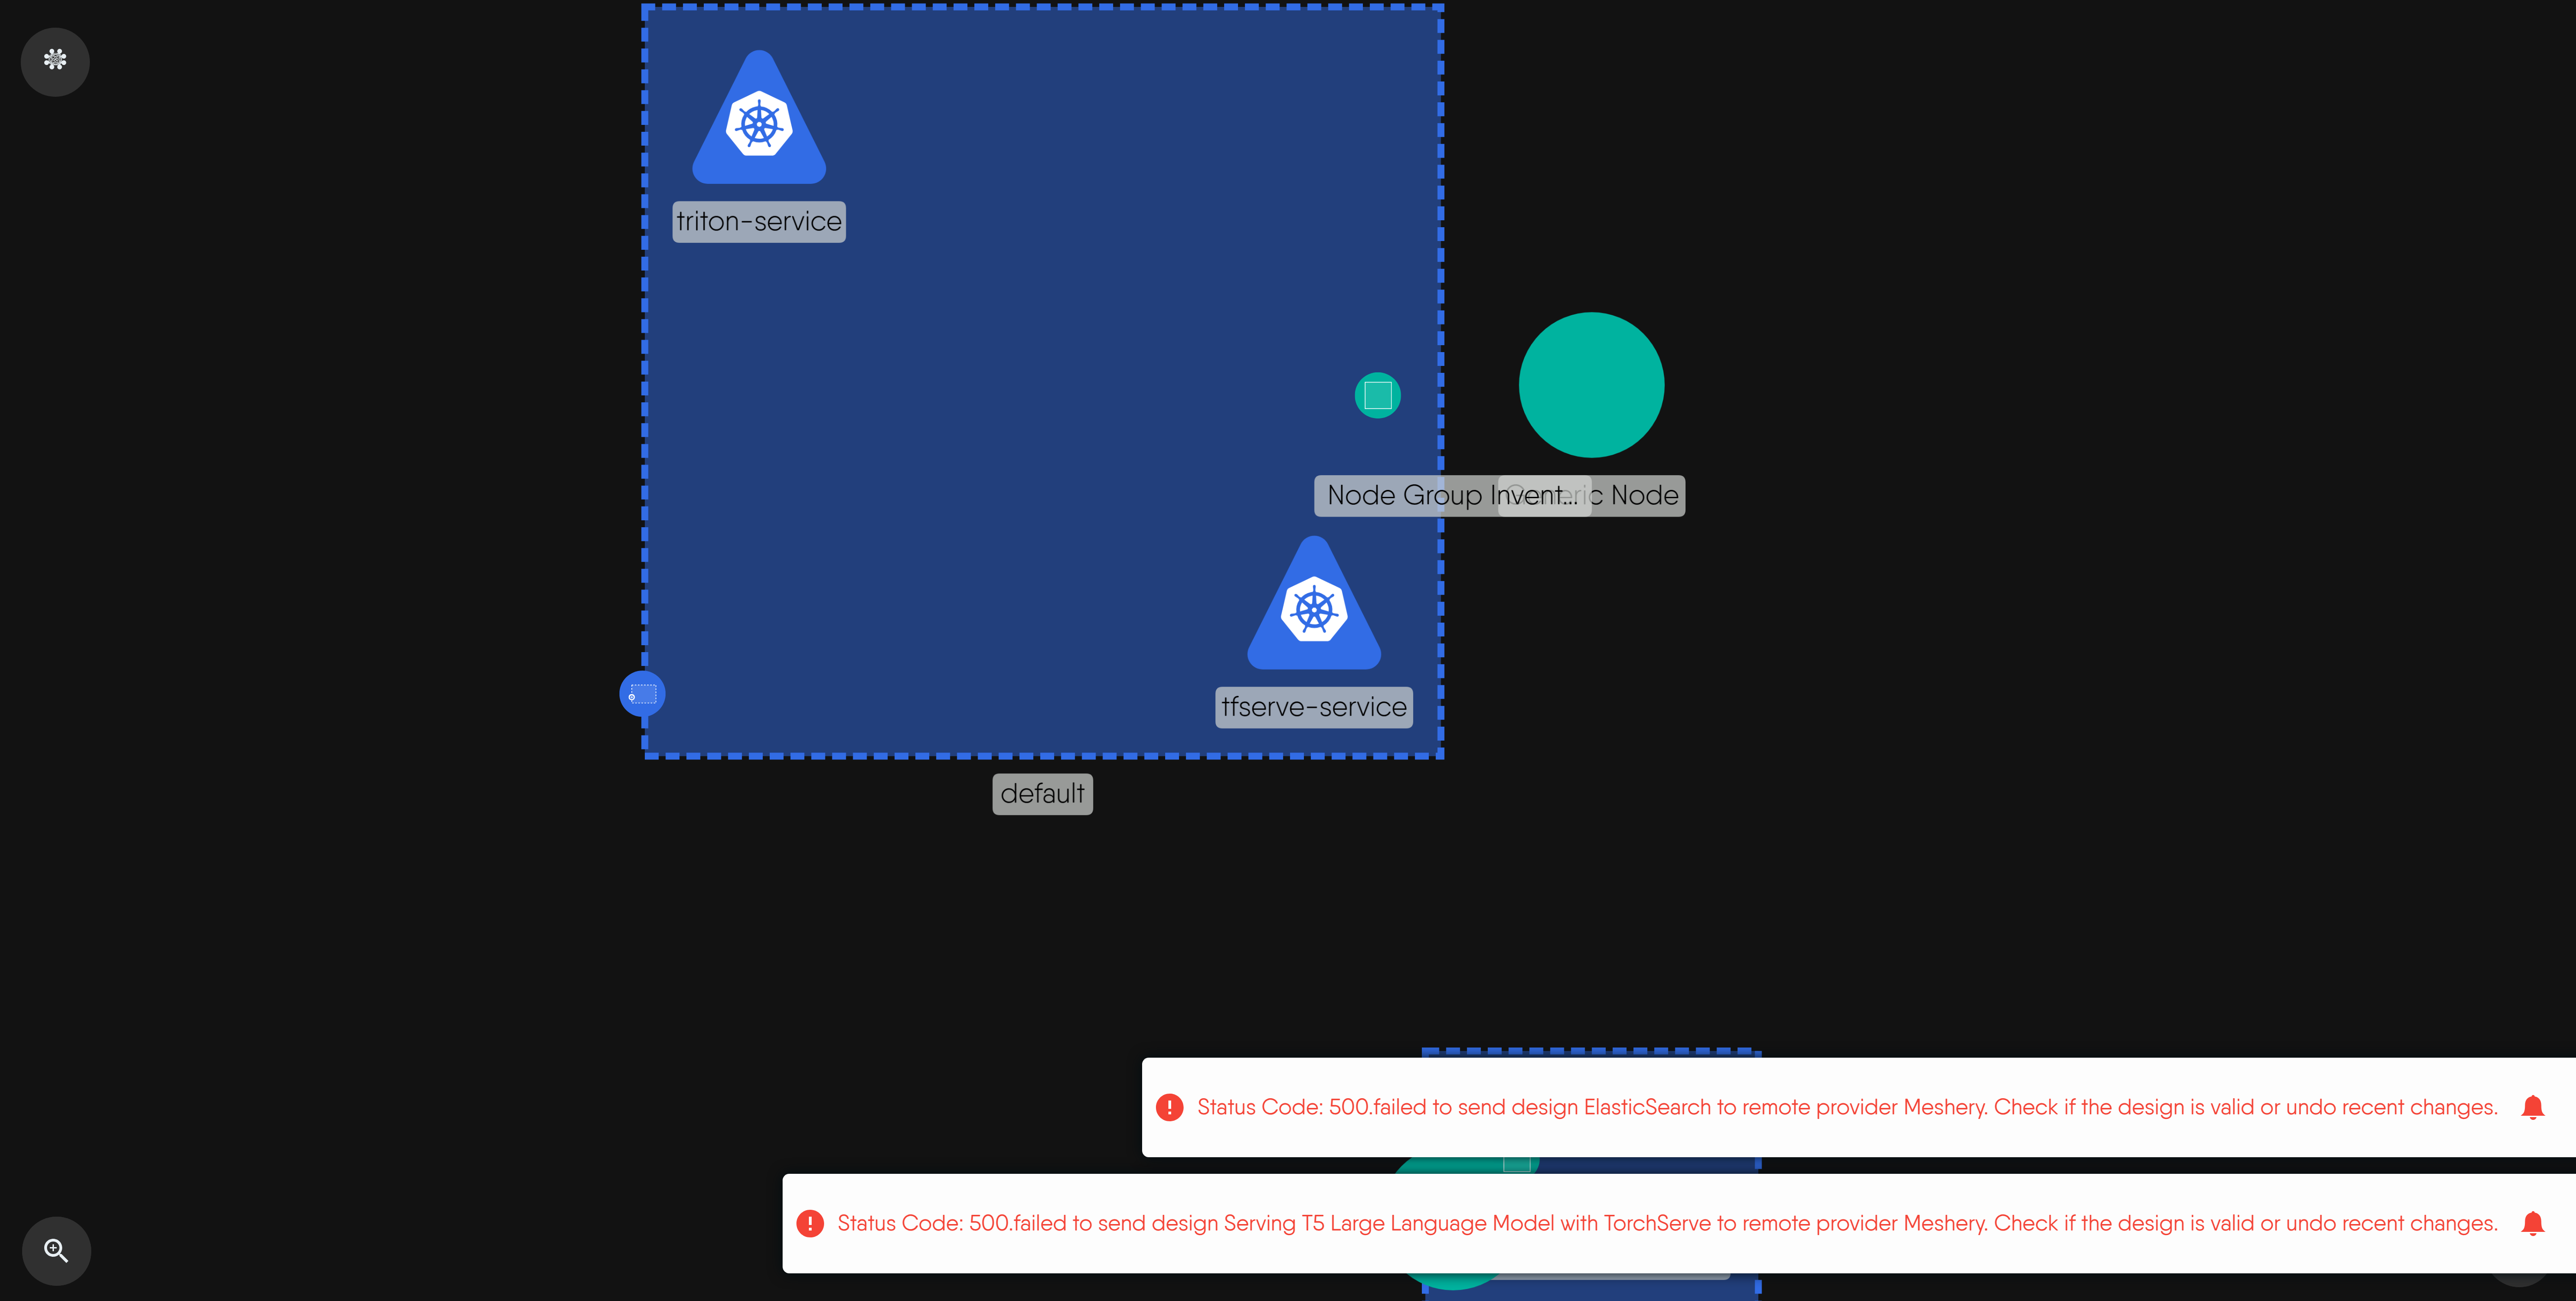 triton-service
Node Group Invent...
Node
tfserve-service
default
Status Code: 500.failed to send design ElasticSearch to remote provider Meshery. Check if the design is valid or undo recent changes.
Status Code: 500.failed to send design Serving T5 Large Language Model with TorchServe to remote provider Meshery. Check if the design is valid or undo recent changes.